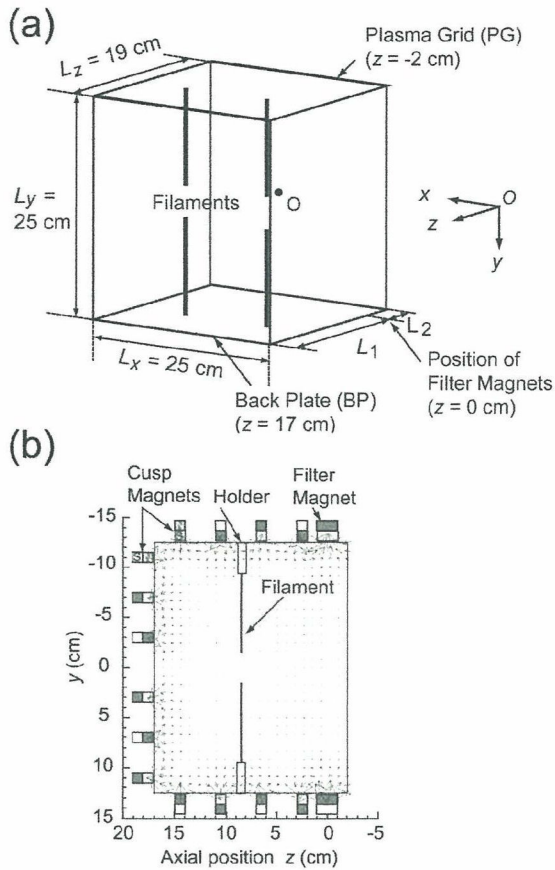 (a)
Plasma Grid (PG)
(z = -2 cm)
Lz = 19 cm
Ly =
25 cm
Filaments
O
x
z
y
O
L2
L1
Lx = 25 cm
Position of
Filter Magnets
(z = 0 cm)
Back Plate (BP)
(z = 17 cm)
(b)
Cusp
Magnets
Holder
Filter
Magnet
Filament
-15
-10
-5
0
5
10
15
y (cm)
20 15 10 5 0 -5
Axial position z (cm)